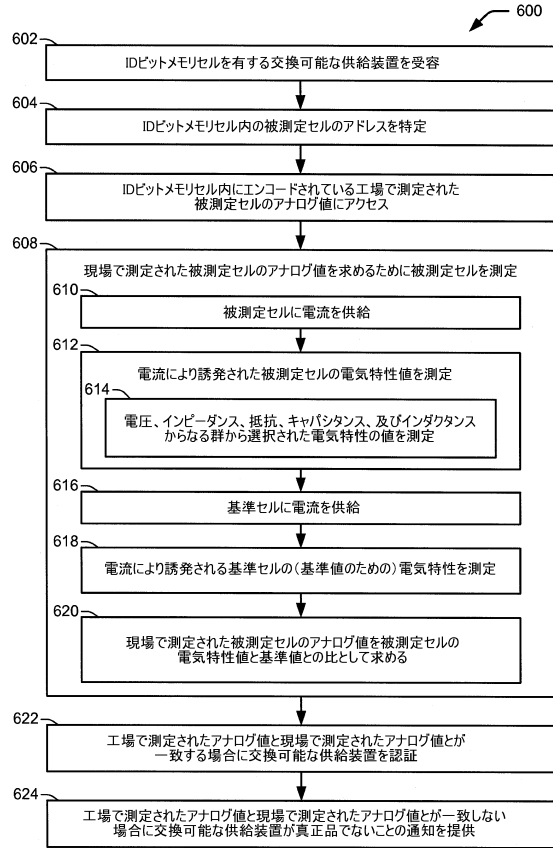 600
602
IDビットメモリセルを有する交換可能な供給装置を受容
604
IDビットメモリセル内の被測定セルのアドレスを特定
606
IDビットメモリセル内にエンコードされている工場で測定された
被測定セルのアナログ値にアクセス
608
現場で測定された被測定セルのアナログ値を求めるために被測定セルを測定
610
被測定セルに電流を供給
612
電流により誘発された被測定セルの電気特性値を測定
614
電圧、インピーダンス、抵抗、キャパシタンス、及びインダクタンス
からなる群から選択された電気特性の値を測定
616
基準セルに電流を供給
618
電流により誘発される基準セルの(基準値のための)電気特性を測定
620
現場で測定された被測定セルのアナログ値を被測定セルの
電気特性値と基準値との比として求める
622
工場で測定されたアナログ値と現場で測定されたアナログ値とが
一致する場合に交換可能な供給装置を認証
624
工場で測定されたアナログ値と現場で測定されたアナログ値とが一致しない
場合に交換可能な供給装置が真正品でないことの通知を提供